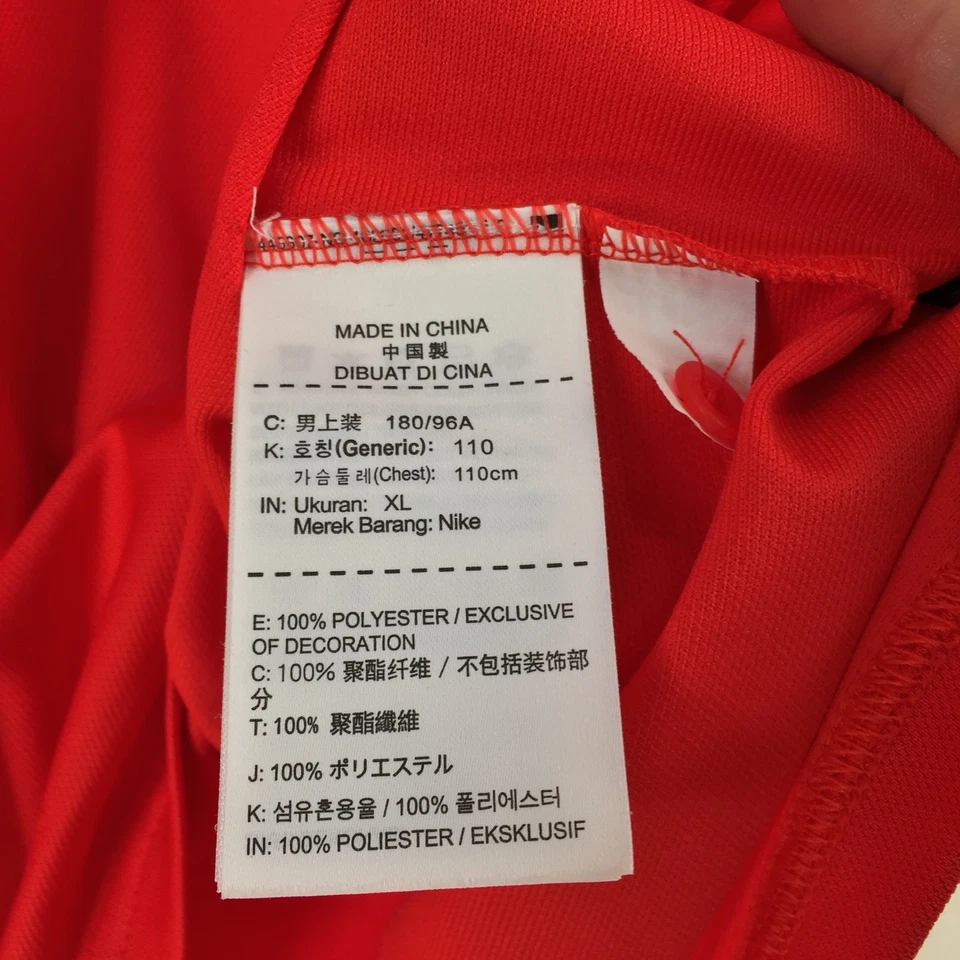 MADE IN CHINA
中国製
DIBUAT DI CINA
C: 男上装 180/96A
K: 호칭(Generic): 110
가슴둘레(Chest): 110cm
IN: Ukuran: XL
Merek Barang: Nike
E: 100% POLYESTER / EXCLUSIVE
OF DECORATION
C: 100% 聚酯纤维 / 不包括装饰部
分
T: 100% 聚酯纖維
J: 100% ポリエステル
K: 섬유혼용율 / 100% 폴리에스터
IN: 100% POLIESTER / EKSKLUSIF